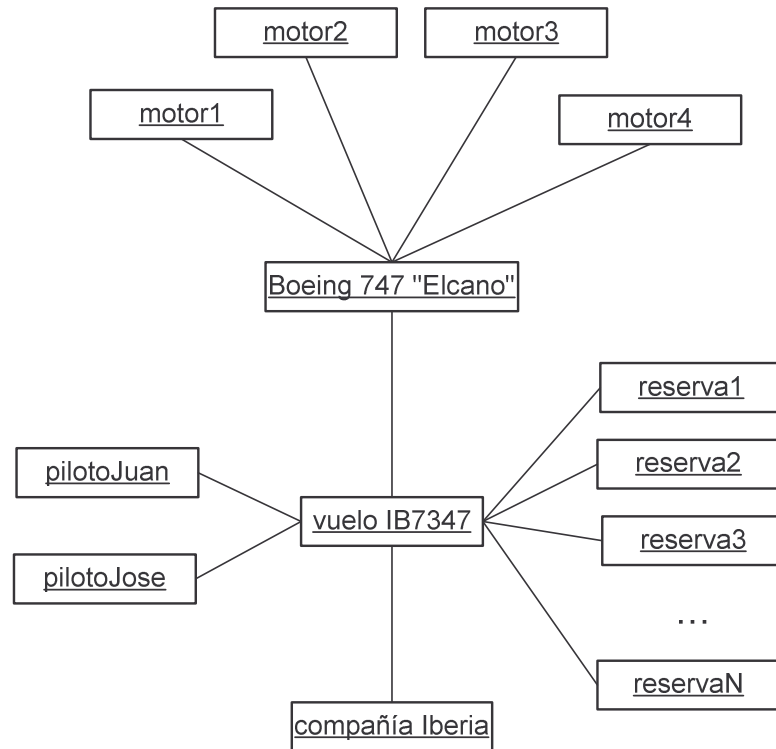 motor2
motor3
motor1
motor4
Boeing 747 "Elcano"
reserva1
pilotoJuan
reserva2
vuelo IB7347
reserva3
pilotoJose
...
reservaN
compañía Iberia